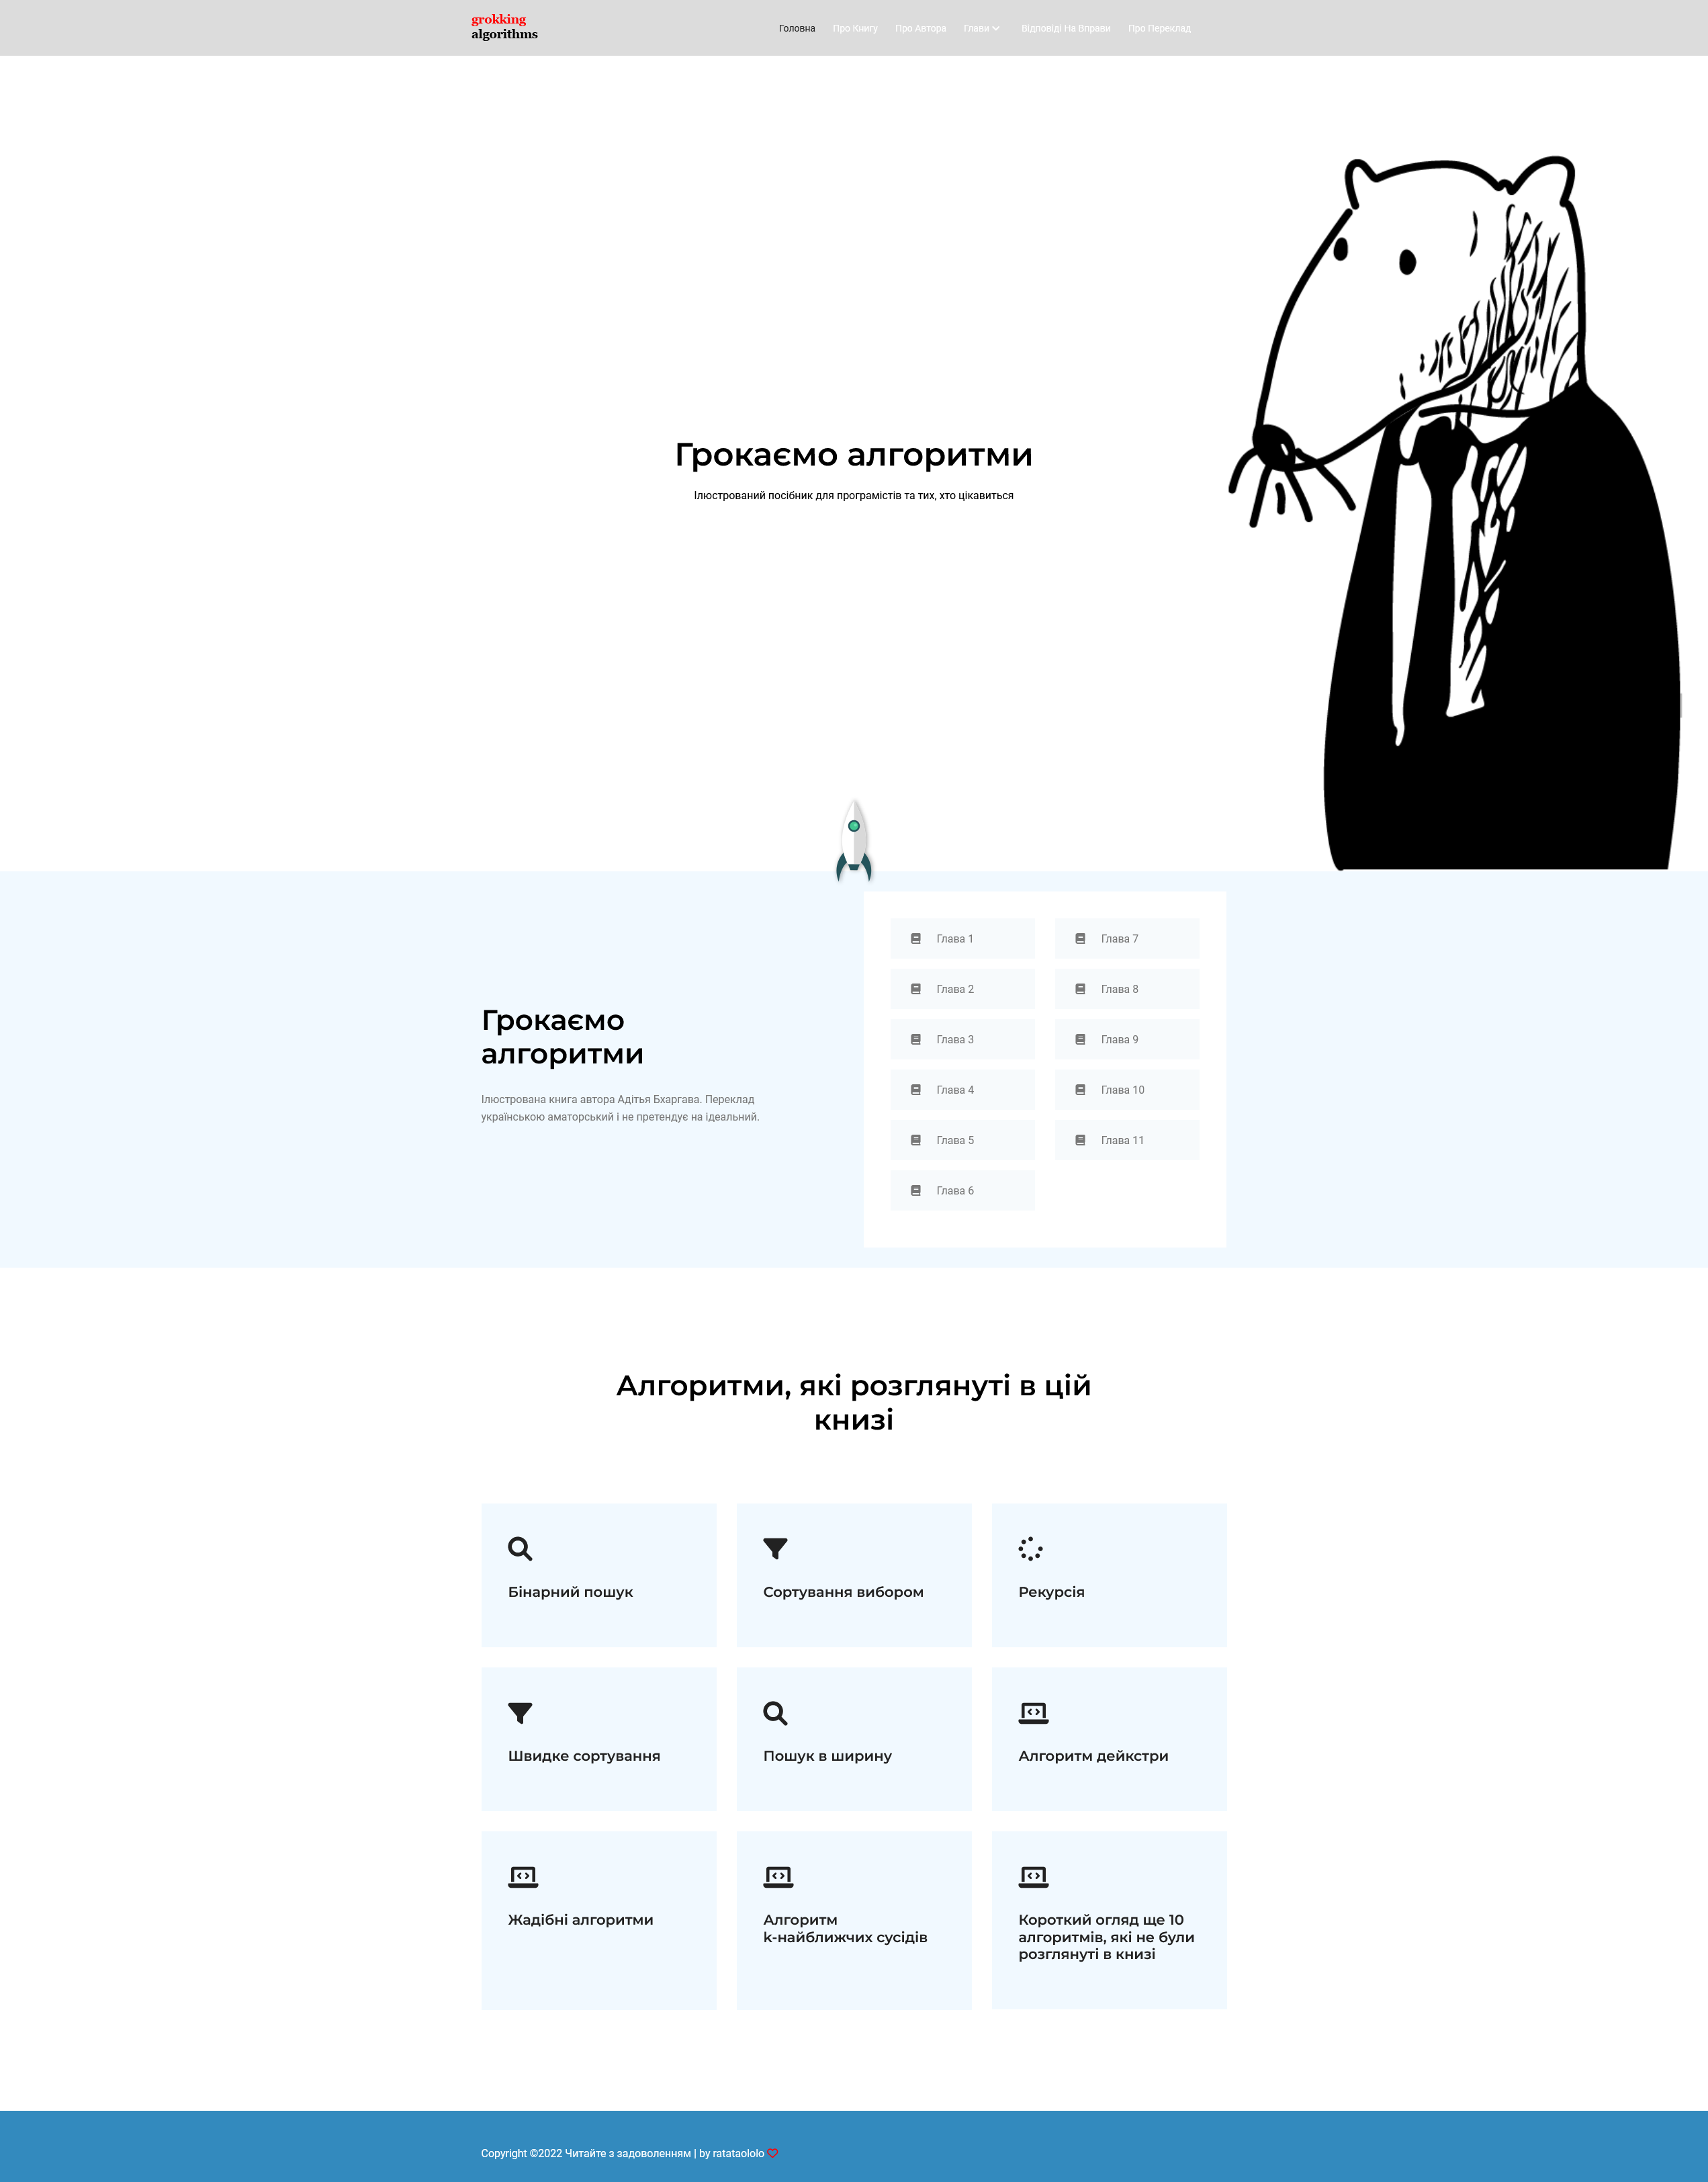 grokking
algorithms
Головна Про Книгу Про Автора Глави Відповіді На Вправи Про Переклад
Грокаємо алгоритми
Ілюстрований посібник для програмістів та тих, хто цікавиться
Грокаємо
алгоритми
Ілюстрована книга автора Адітья Бхаргава. Переклад
українською аматорський і не претендує на ідеальний.
Глава 1
Глава 2
Глава 3
Глава 4
Глава 5
Глава 6
Глава 7
Глава 8
Глава 9
Глава 10
Глава 11
Алгоритми, які розглянуті в цій
книзі
Бінарний пошук
Сортування вибором
Рекурсія
Швидке сортування
Пошук в ширину
Алгоритм дейкстри
Жадібні алгоритми
Алгоритм
k-найближчих сусідів
Короткий огляд ще 10
алгоритмів, які не були
розглянуті в книзі
Copyright ©2022 Читайте з задоволенням | by ratataololo